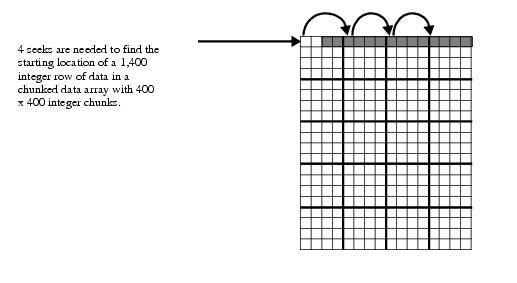 4 seeks are needed to find the
starting location of a 1,400
integer row of data in a
chunked data array with 400
x 400 integer chunks.